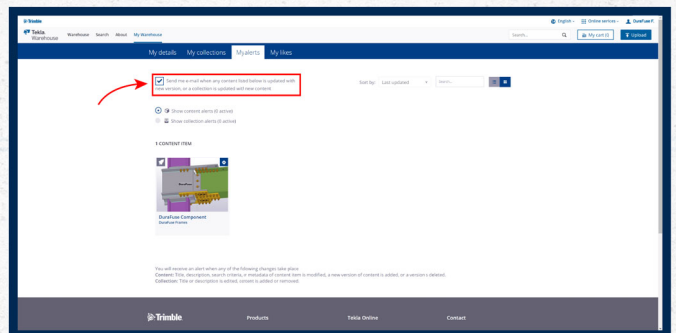 Trimble
English
Online services
DuraFuse F.
Tekla.
Warehouse
Warehouse Search About My Warehouse
Search...
My cart (0)
Upload
My details My collections My alerts My likes
Send me e-mail when any content listed below is updated with
new version, or a collection is updated with new content
Sort by: Last updated
Search...
Show content alerts (0 active)
Show collection alerts (0 active)
1 CONTENT ITEM
DuraFuse
DuraFuse Component
DuraFuse Frames
You will receive an alert when any of the following changes take place
Content: Title, description, search criteria, or metadata of content item is modified, a new version of content is added, or a version is deleted.
Collection: Title or description is edited, content is added or removed.
Trimble
Products
Tekla Online
Contact